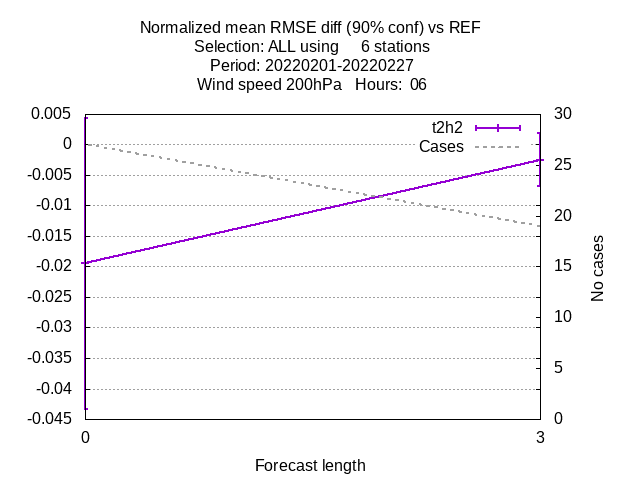 Normalized mean RMSE diff (90% conf) vs REF
Selection: ALL using     6 stations
Period: 20220201-20220227
Wind speed 200hPa   Hours:  06
t2h2
Cases
0.005
0
-0.005
-0.01
-0.015
-0.02
-0.025
-0.03
-0.035
-0.04
-0.045
30
25
20
15
10
5
0
No cases
0
3
Forecast length